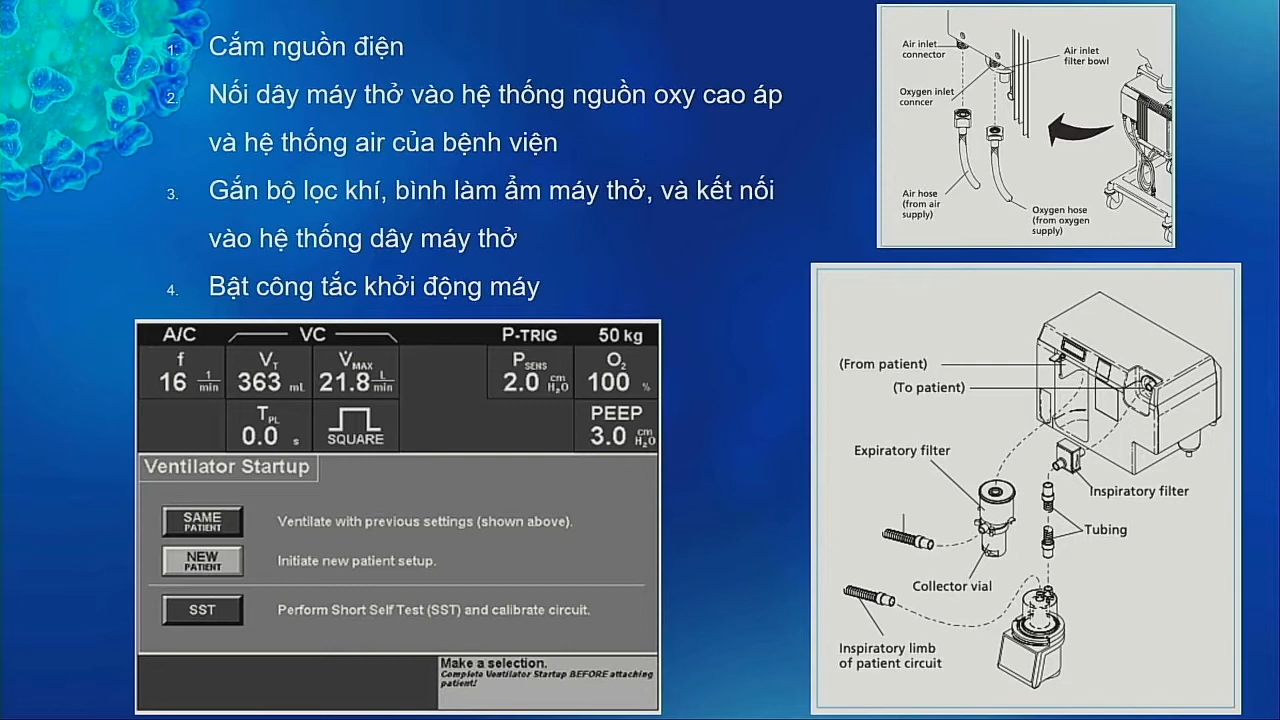 1. Cắm nguồn điện
2. Nối dây máy thở vào hệ thống nguồn oxy cao áp
và hệ thống air của bệnh viện
3. Gắn bộ lọc khí, bình làm ẩm máy thở, và kết nối
vào hệ thống dây máy thở
4. Bật công tắc khởi động máy
A/C VC P-TRIG 50 kg
f VT V̇MAX PSENS O2
16 1/min 363 mL 21.8 L/min 2.0 cm H2O 100 %
TPL PEEP
0.0 s SQUARE 3.0 cm H2O
Ventilator Startup
SAME
PATIENT
Ventilate with previous settings (shown above).
NEW
PATIENT
Initiate new patient setup.
SST
Perform Short Self Test (SST) and calibrate circuit.
Make a selection.
Complete Ventilator Startup BEFORE attaching
patient!
Air inlet
connector
Air inlet
filter bowl
Oxygen inlet
conncer
Air hose
(from air
supply)
Oxygen hose
(from oxygen
supply)
(From patient)
(To patient)
Expiratory filter
Inspiratory filter
Tubing
Collector vial
Inspiratory limb
of patient circuit